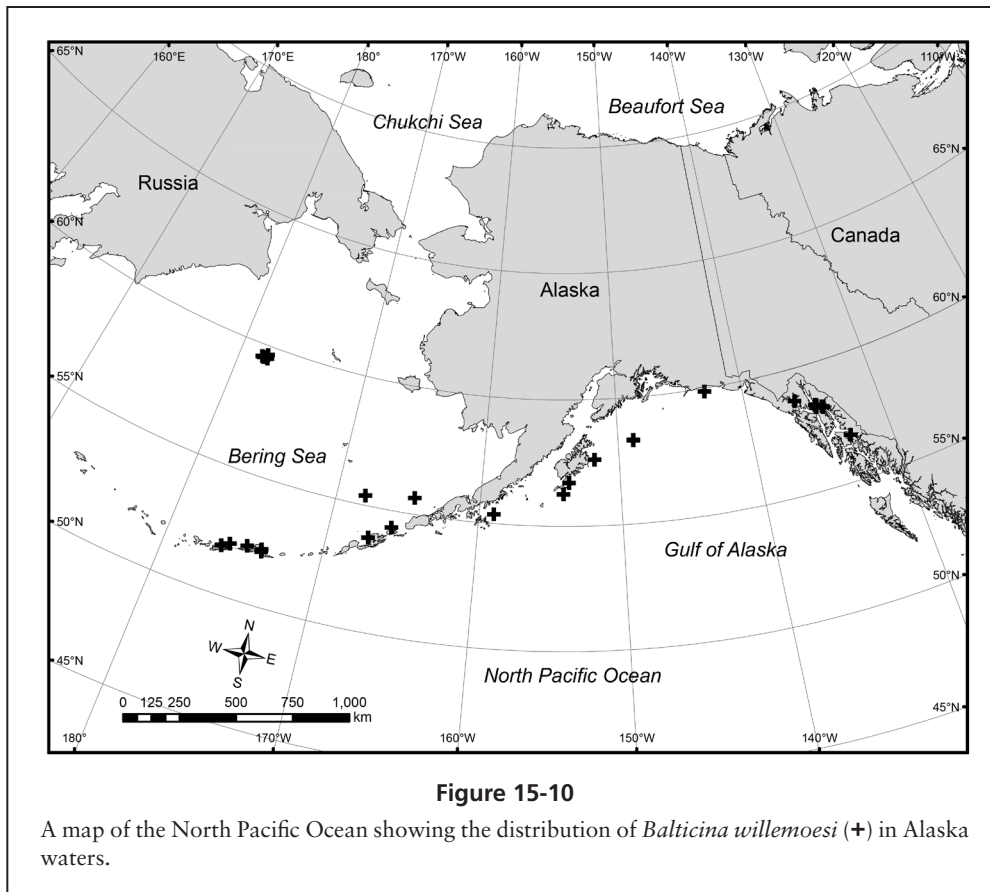 160°E 170°E 180° 170°W 160°W 150°W 140°W 130°W 120°W 110°W
65°N
Beaufort Sea
Chukchi Sea
65°N
Russia
60°N
Canada
Alaska
60°N
55°N
55°N
Bering Sea
50°N
Gulf of Alaska
50°N
N
W E
S
45°N
North Pacific Ocean
0 125 250 500 750 1,000
km
45°N
180° 170°W 160°W 150°W 140°W
Figure 15-10
A map of the North Pacific Ocean showing the distribution of Balticina willemoesi (+) in Alaska
waters.